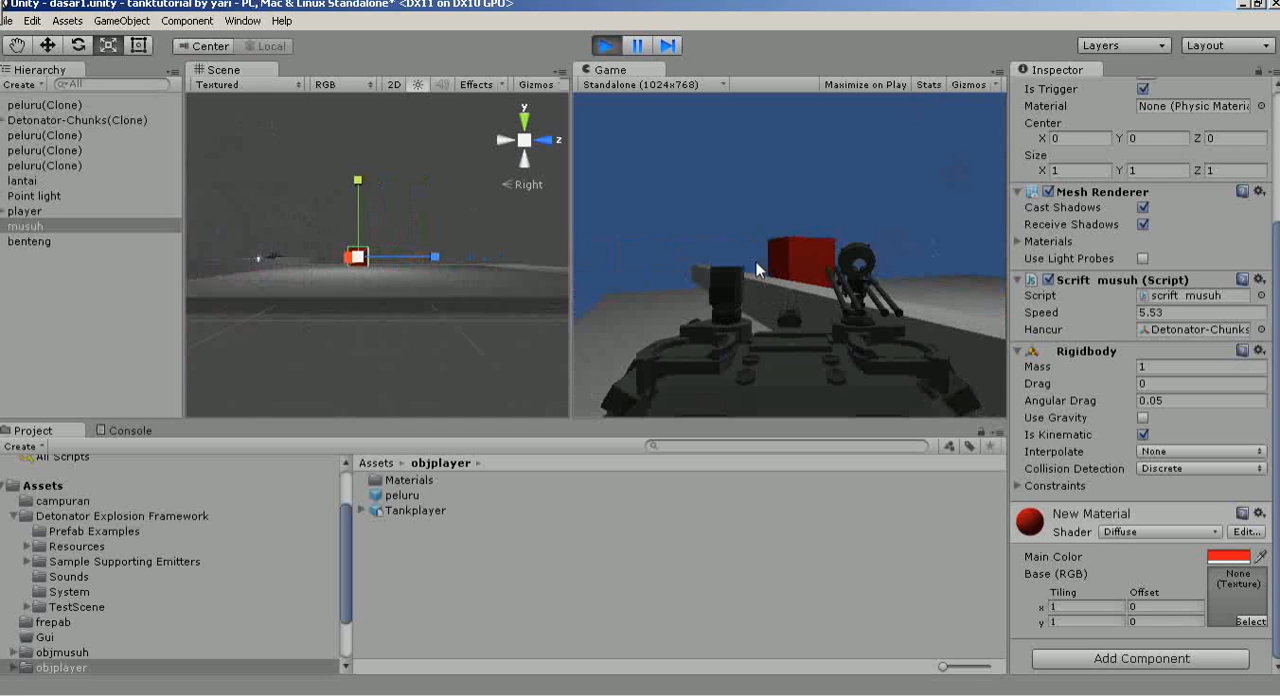 Unity - dasar1.unity - tanktutorial by yari - PC, Mac & Linux Standalone* <DX11 on DX10 GPU>
ile Edit Assets GameObject Component Window Help
Center Local Layers Layout
Hierarchy
Create All
peluru(Clone)
Detonator-Chunks(Clone)
peluru(Clone)
peluru(Clone)
peluru(Clone)
lantai
Point light
player
musuh
benteng
Scene
Textured RGB 2D Effects Gizmos
y
z
Right
Game
Standalone (1024x768) Maximize on Play Stats Gizmos
Inspector
Is Trigger
Material None (Physic Materia
Center
X 0 Y 0 Z 0
Size
X 1 Y 1 Z 1
Mesh Renderer
Cast Shadows
Receive Shadows
Materials
Use Light Probes
Scrift musuh (Script)
Script scrift musuh
Speed 5.53
Hancur Detonator-Chunks
Rigidbody
Mass 1
Drag 0
Angular Drag 0.05
Use Gravity
Is Kinematic
Interpolate None
Collision Detection Discrete
Constraints
New Material
Shader Diffuse Edit...
Main Color
Base (RGB) None
(Texture)
Tiling Offset
x 1 0
y 1 0
Select
Add Component
Project Console
Create
All Scripts
Assets
campuran
Detonator Explosion Framework
Prefab Examples
Resources
Sample Supporting Emitters
Sounds
System
TestScene
frepab
Gui
objmusuh
objplayer
Assets objplayer
Materials
peluru
Tankplayer